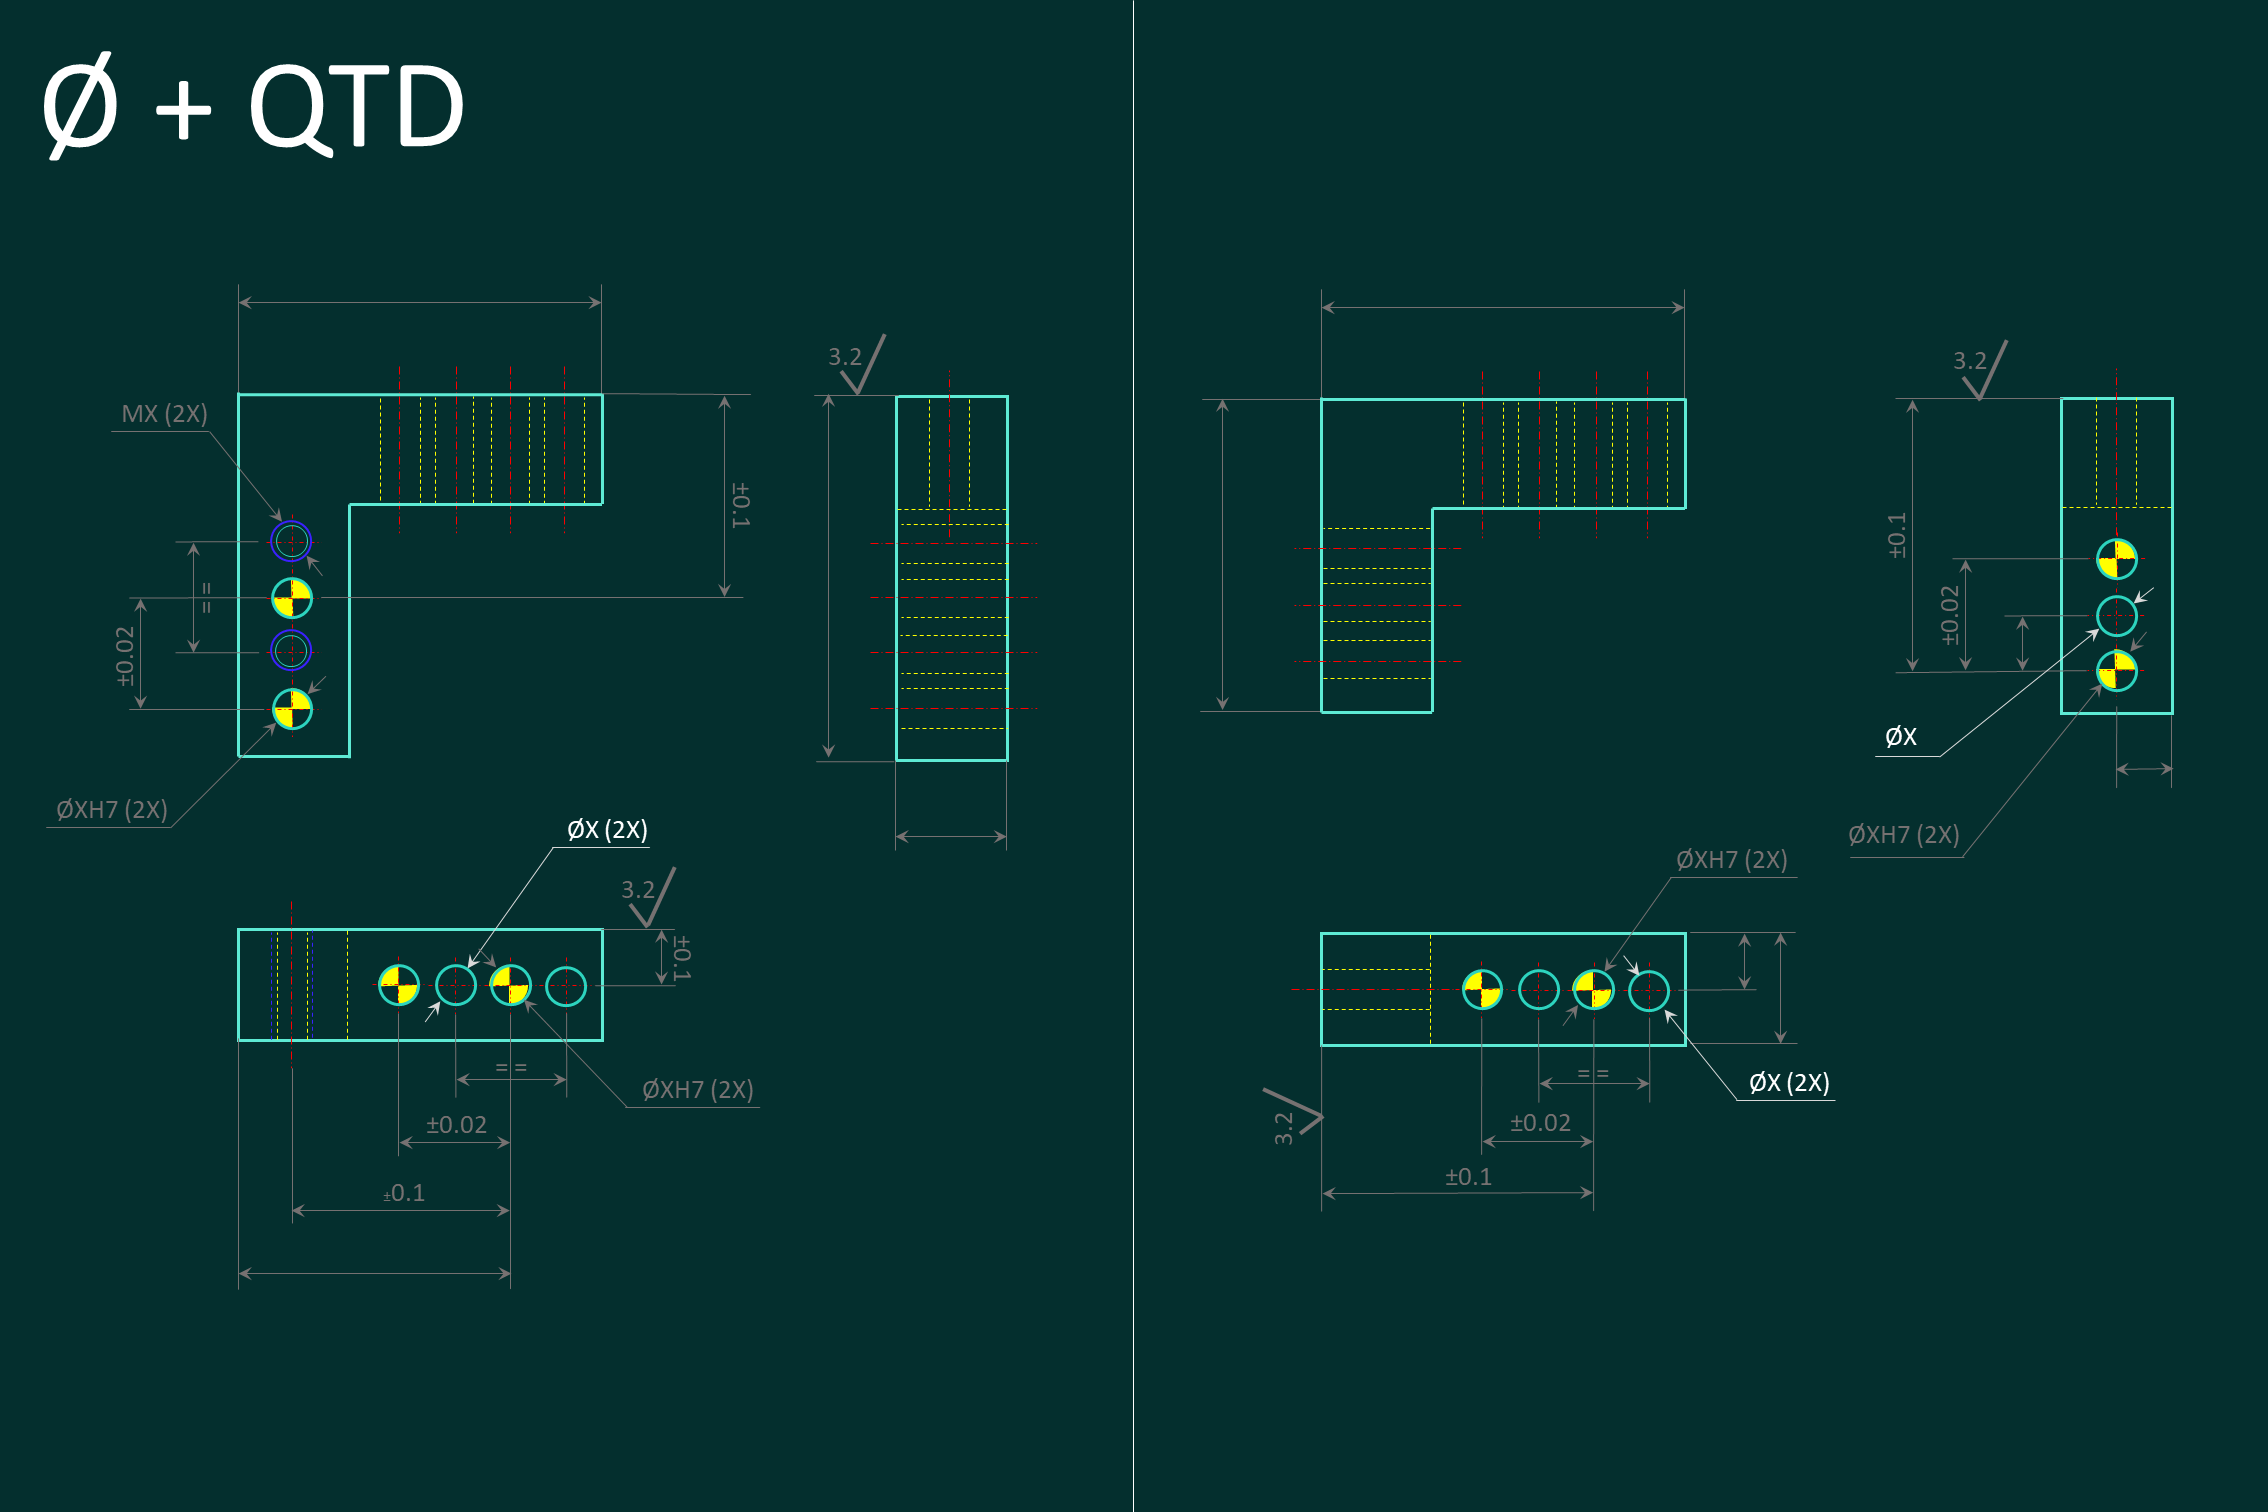 Ø + QTD
3.2
MX (2X)
±0.1
=
=
±0.02
ØXH7 (2X)
ØX (2X)
3.2
±0.1
= =
ØXH7 (2X)
±0.02
±0.1
3.2
±0.1
±0.02
ØX
ØXH7 (2X)
ØXH7 (2X)
= =
ØX (2X)
3.2
±0.02
±0.1